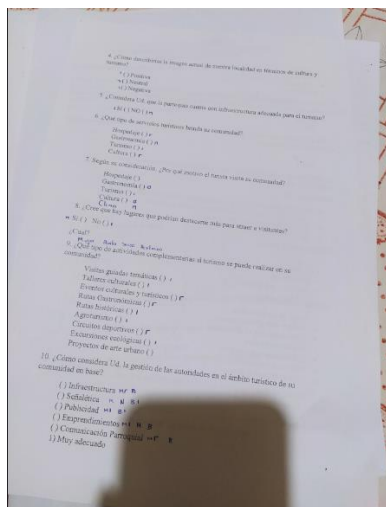 4. ¿Cómo considera la imagen actual de nuestra localidad en términos de cultura y
turismo?
( ) Positiva
( ) Neutral
( ) Negativa
5. ¿Considera Ud. que la parroquia cuenta con infraestructura adecuada para el turismo?
SI ( ) NO ( )
6. ¿Qué tipo de servicios turísticos brinda su comunidad?
Hospedaje ( )
Gastronomía ( )
Turismo ( )
Cultura ( )
7. Según su consideración. ¿Por qué motivo el turista visita su comunidad?
Hospedaje ( )
Gastronomía ( )
Turismo ( )
Cultura ( )
Clima
8. ¿Cree que hay lugares que podrían destacarse más para atraer a visitantes?
Sí ( ) No ( )
¿Cuál?
9. ¿Qué tipo de actividades complementarias al turismo se puede realizar en su
comunidad?
Visitas guiadas temáticas ( )
Talleres culturales ( )
Eventos culturales y turísticos ( )
Rutas Gastronómicas ( )
Rutas históricas ( )
Agroturismo ( )
Circuitos deportivos ( )
Excursiones ecológicas ( )
Proyectos de arte urbano ( )
10. ¿Cómo considera Ud. la gestión de las autoridades en el ámbito turístico de su
comunidad en base?
( ) Infraestructura
( ) Señalética
( ) Publicidad
( ) Emprendimientos
( ) Comunicación Parroquial
1) Muy adecuado